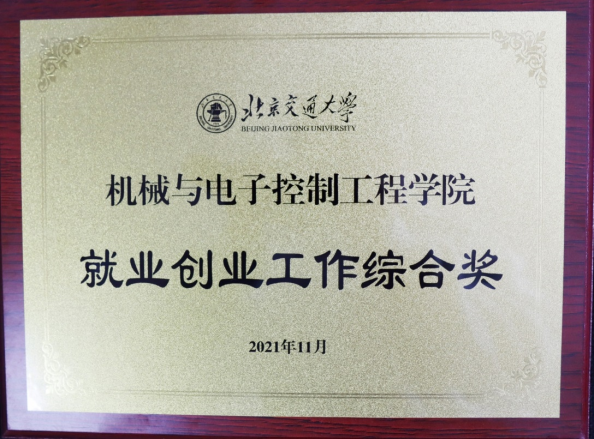 北京交通大学
BEIJING JIAOTONG UNIVERSITY
机械与电子控制工程学院
就业创业工作综合奖
2021年11月